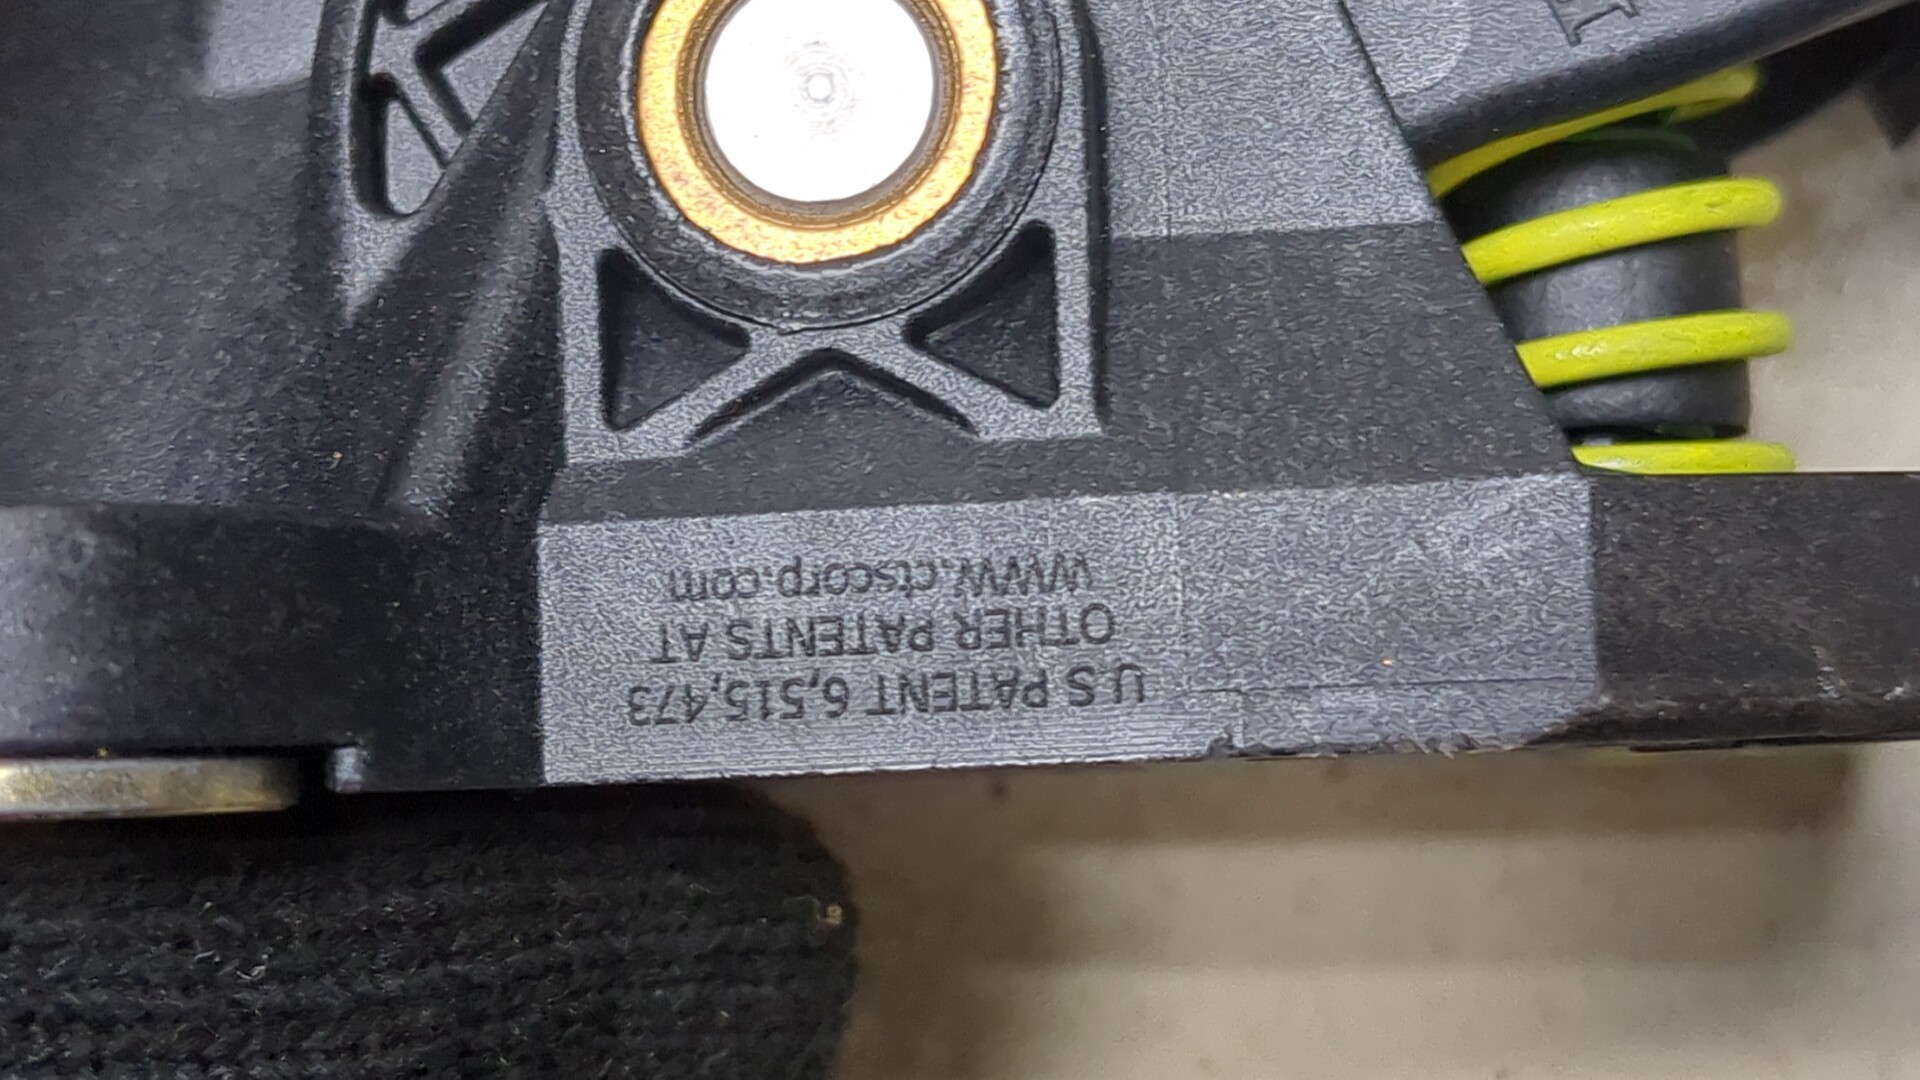 U.S PATENT 6,515,473
OTHER PATENTS AT
WWW.ctscorp.com